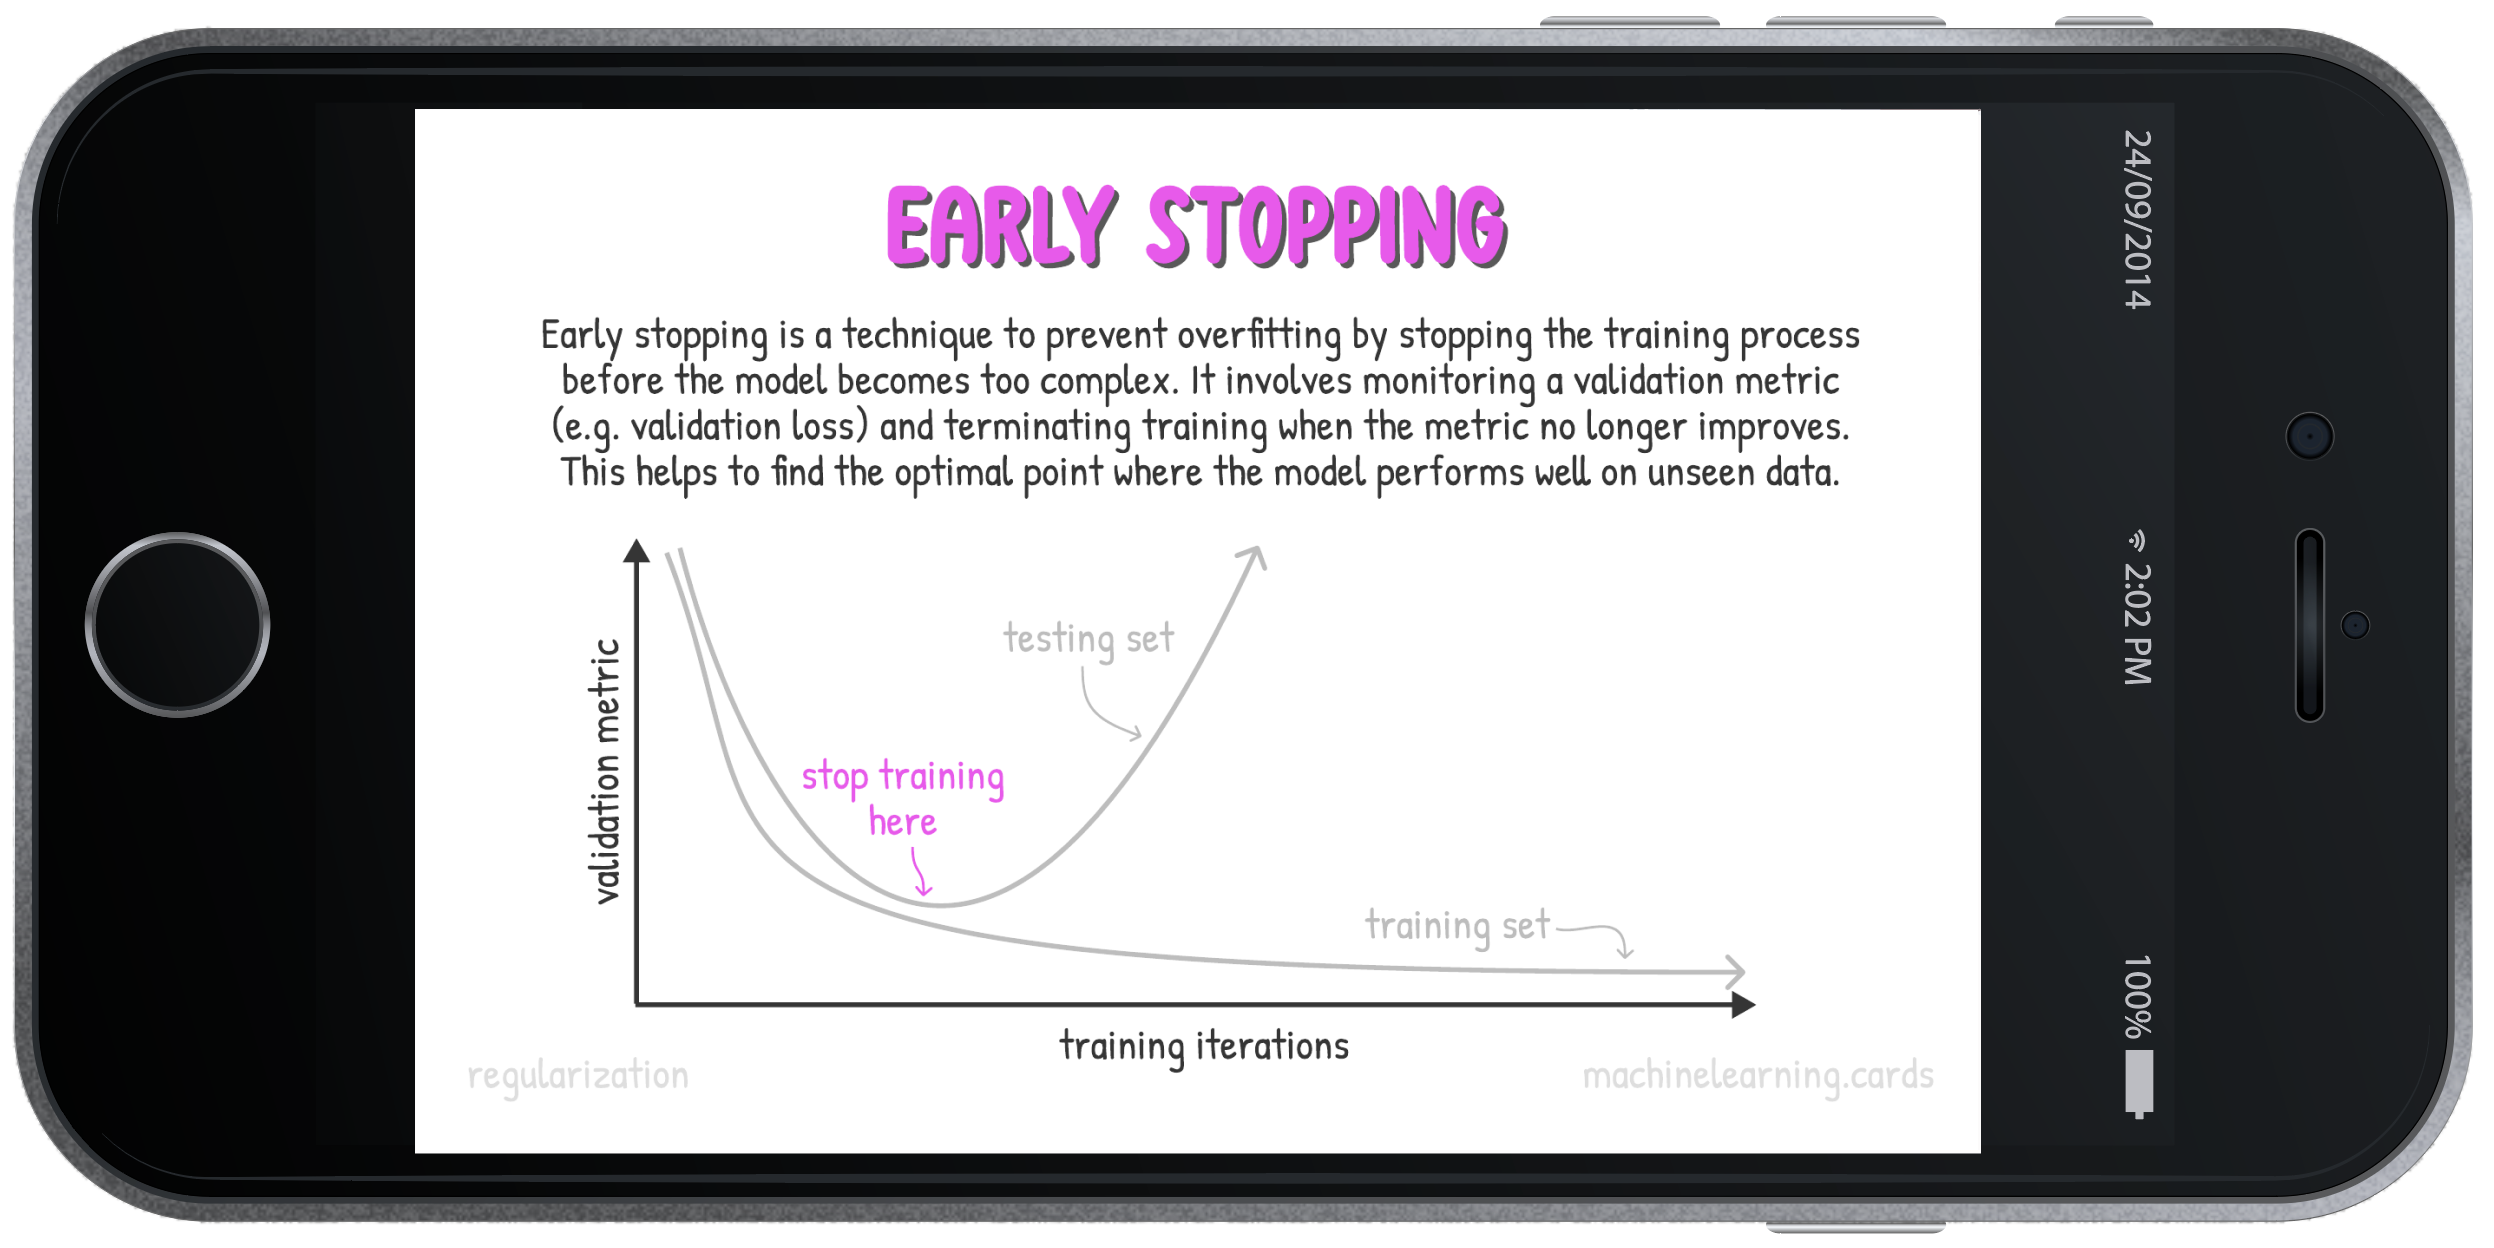 EARLY STOPPING
Early stopping is a technique to prevent overfitting by stopping the training process
before the model becomes too complex. It involves monitoring a validation metric
(e.g. validation loss) and terminating training when the metric no longer improves.
This helps to find the optimal point where the model performs well on unseen data.
validation metric
testing set
stop training
here
training set
training iterations
regularization
machinelearning.cards
24/09/2014
2:02 PM
100%